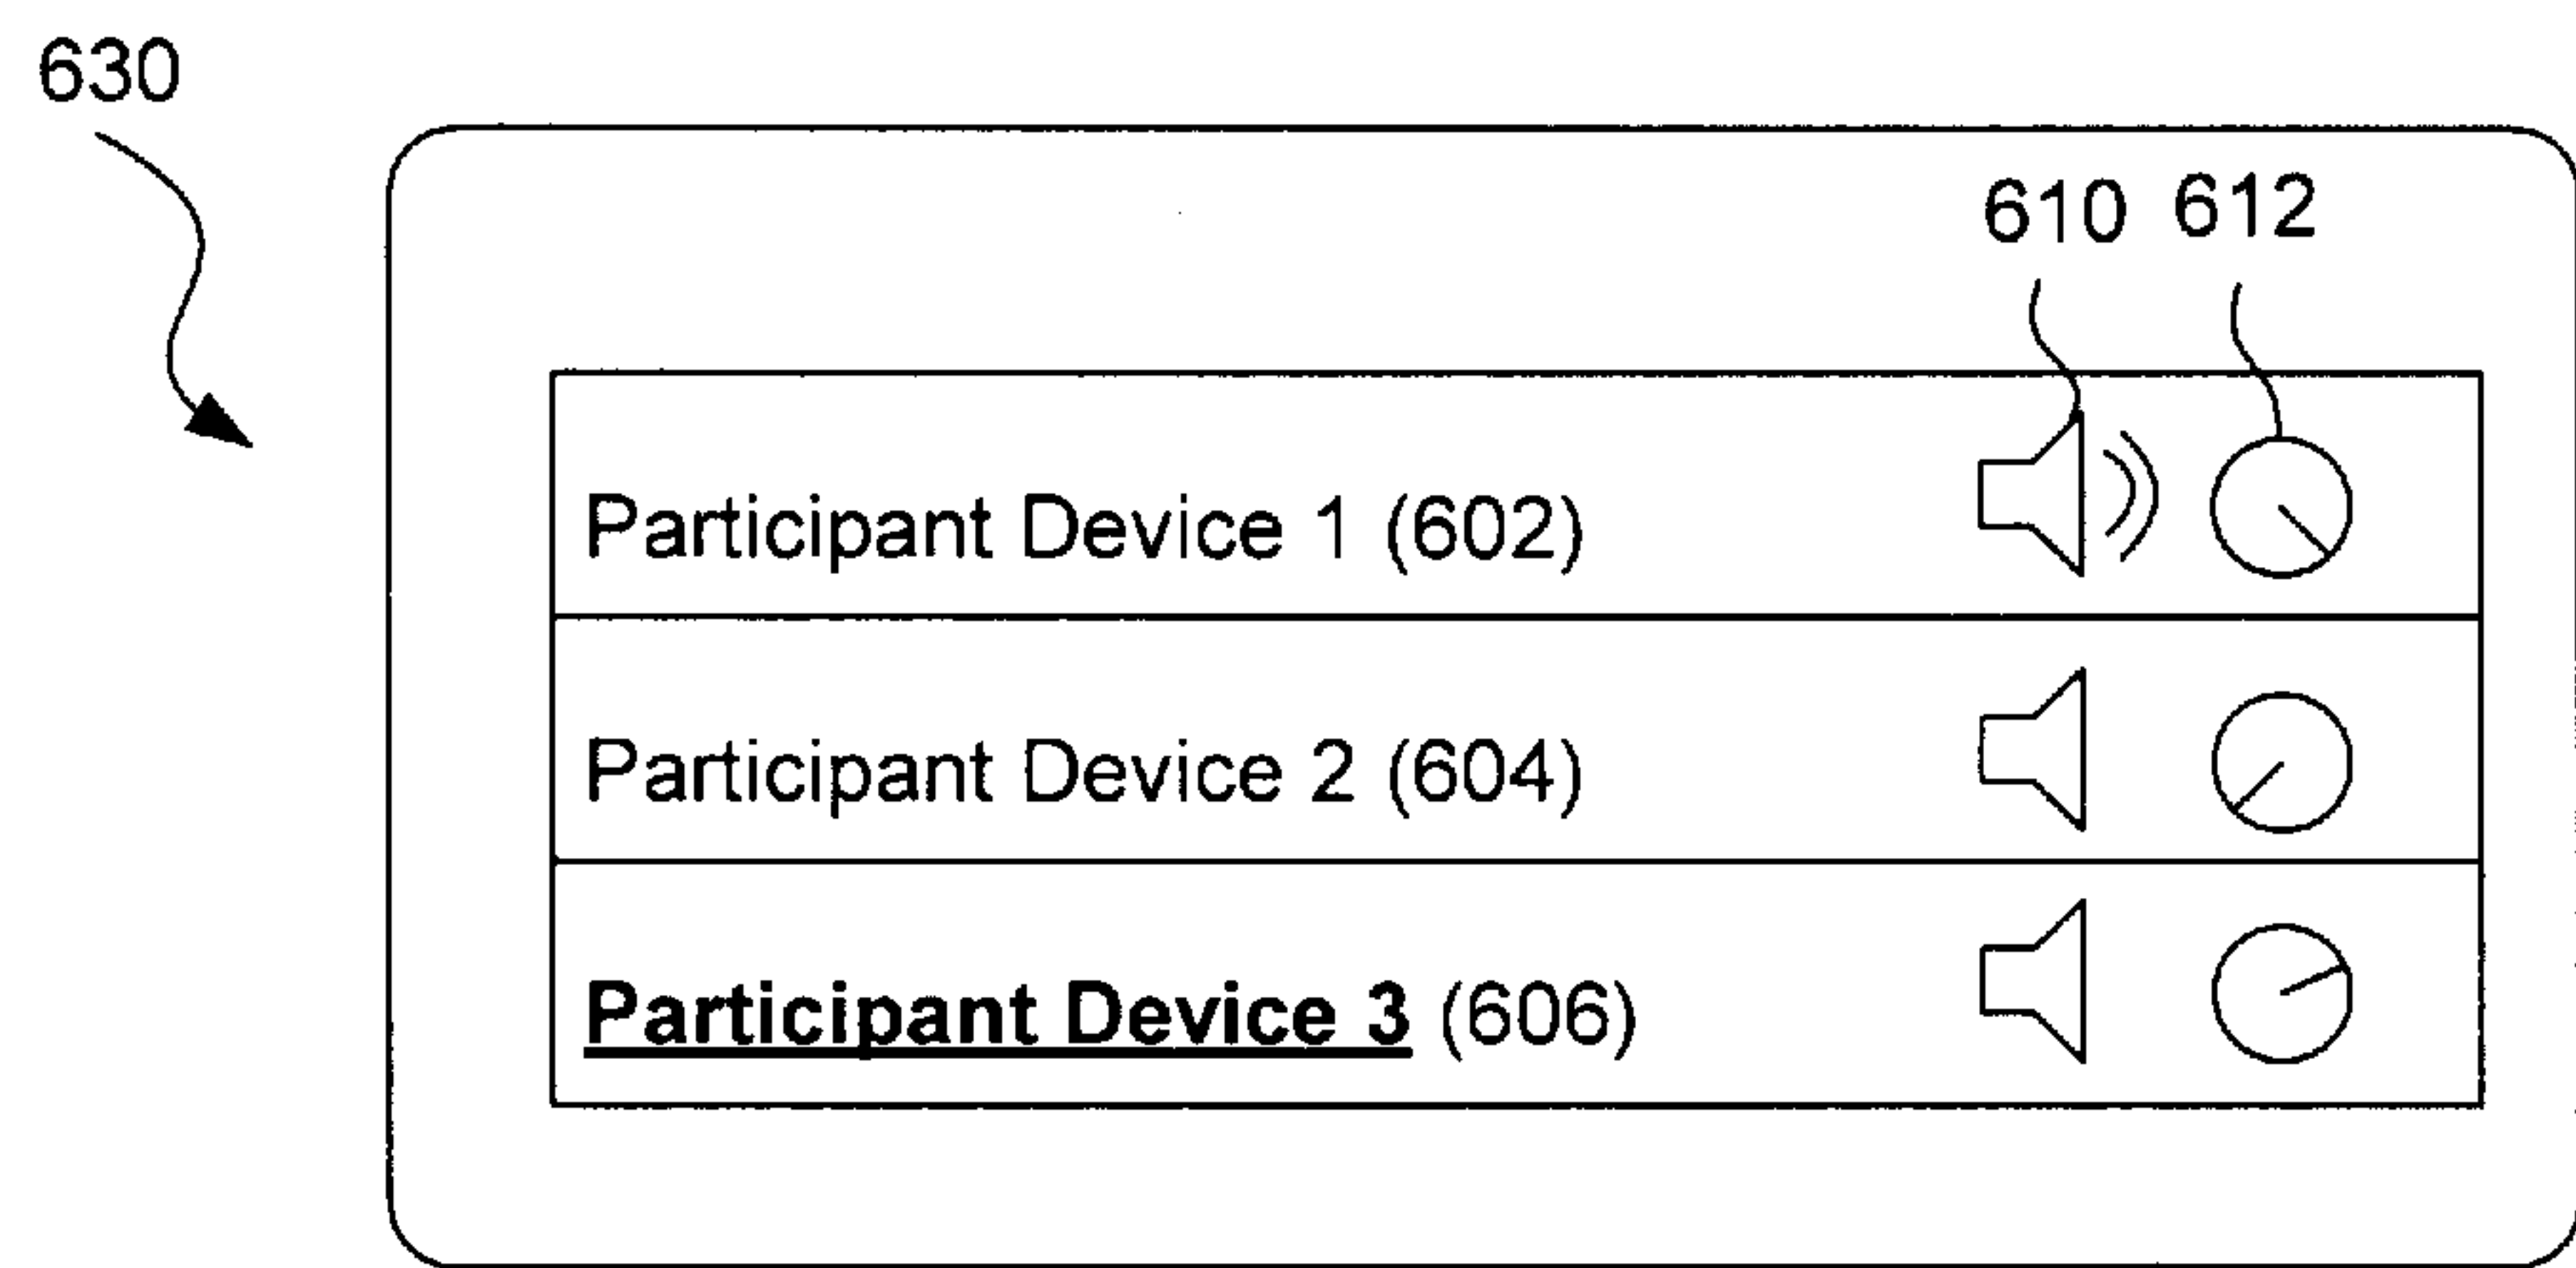 630
610 612
Participant Device 1 (602)
Participant Device 2 (604)
Participant Device 3 (606)